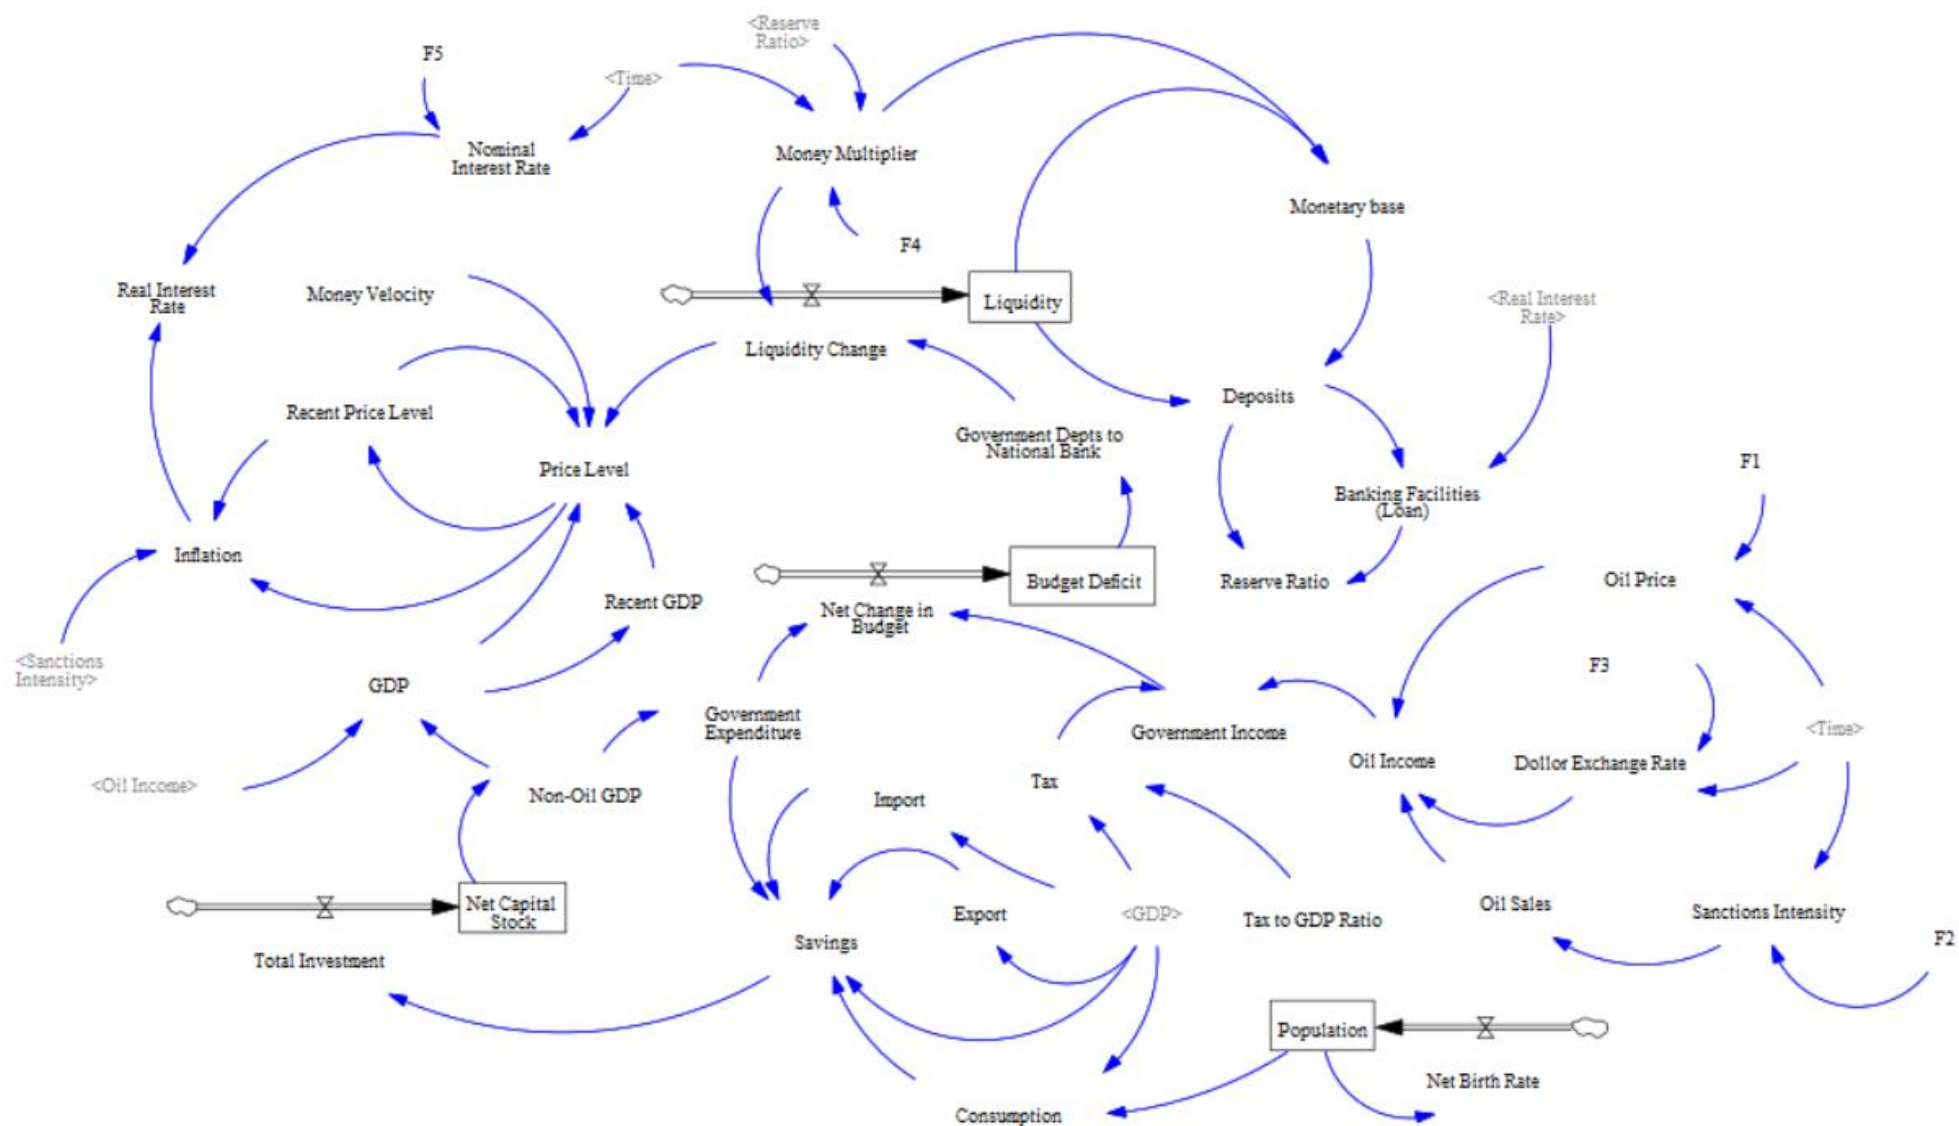 <Reserve
Ratio>
F5
<Time>
Nominal
Interest Rate
Money Multiplier
Monetary base
F4
Real Interest
Rate
Money Velocity
Liquidity
<Real Interest
Rate>
Liquidity Change
Recent Price Level
Deposits
Government Depts to
National Bank
Price Level
F1
Banking Facilities
(Loan)
Inflation
Budget Deficit
Reserve Ratio
Oil Price
Recent GDP
Net Change in
Budget
<Sanctions
Intensity>
GDP
F3
Government
Expenditure
Government Income
<Time>
Oil Income
Dollor Exchange Rate
<Oil Income>
Non-Oil GDP
Import
Tax
Net Capital
Stock
Export
<GDP>
Tax to GDP Ratio
Oil Sales
Sanctions Intensity
F2
Savings
Total Investment
Population
Net Birth Rate
Consumption